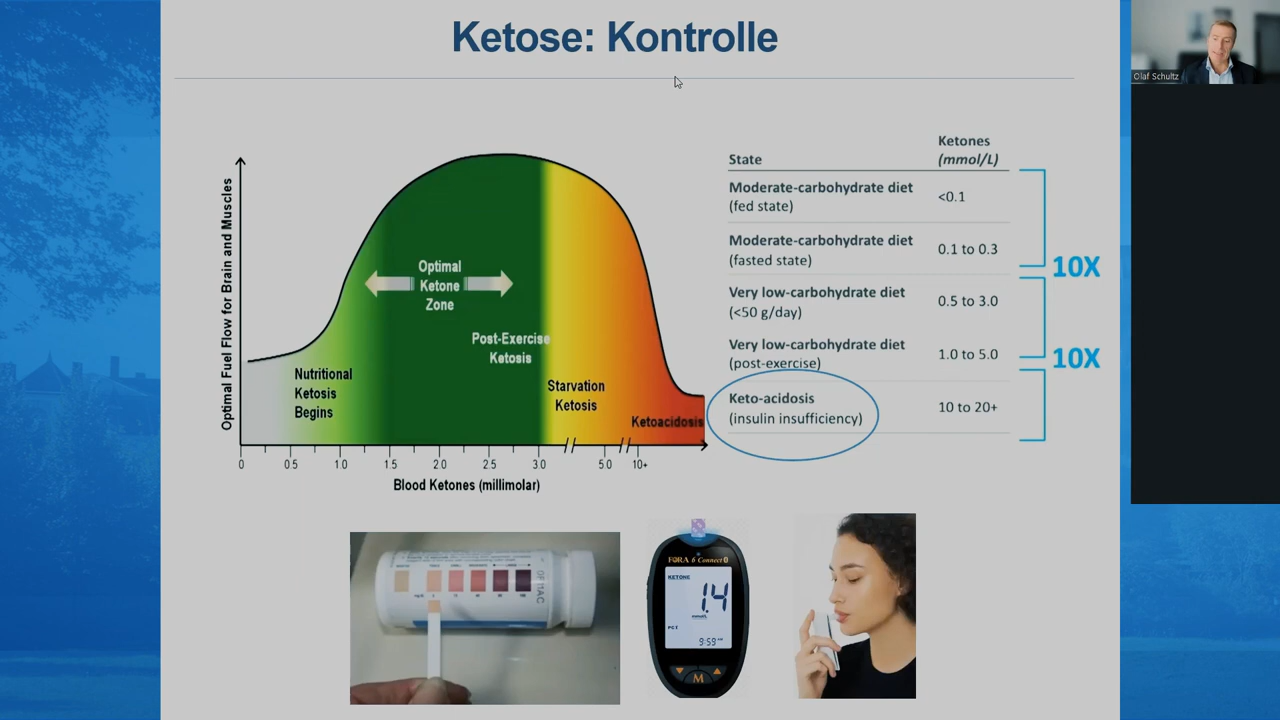 Ketose: Kontrolle
Olaf Schultz
Optimal Fuel Flow for Brain and Muscles
Optimal
Ketone
Zone
Post-Exercise
Ketosis
Nutritional
Ketosis
Begins
Starvation
Ketosis
Ketoacidosis
0 0.5 1.0 1.5 2.0 2.5 3.0 5.0 10+
Blood Ketones (millimolar)
State Ketones
(mmol/L)
Moderate-carbohydrate diet
(fed state) <0.1
Moderate-carbohydrate diet
(fasted state) 0.1 to 0.3
Very low-carbohydrate diet
(<50 g/day) 0.5 to 3.0
Very low-carbohydrate diet
(post-exercise) 1.0 to 5.0
Keto-acidosis
(insulin insufficiency) 10 to 20+
10X
10X
FORA 6 Connect
KETONE
1.4
mmol/L
PCT
9:59
M